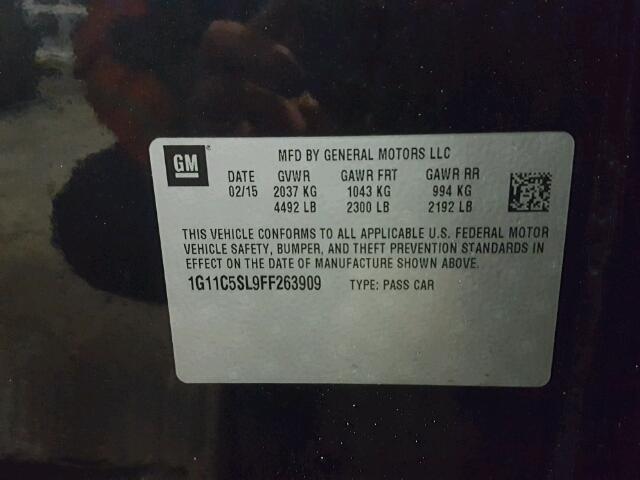 GM
MFD BY GENERAL MOTORS LLC
DATE GVWR GAWR FRT GAWR RR
02/15 2037 KG 1043 KG 994 KG
4492 LB 2300 LB 2192 LB
THIS VEHICLE CONFORMS TO ALL APPLICABLE U.S. FEDERAL MOTOR
VEHICLE SAFETY, BUMPER, AND THEFT PREVENTION STANDARDS IN
EFFECT ON THE DATE OF MANUFACTURE SHOWN ABOVE.
1G11C5SL9FF263909 TYPE: PASS CAR